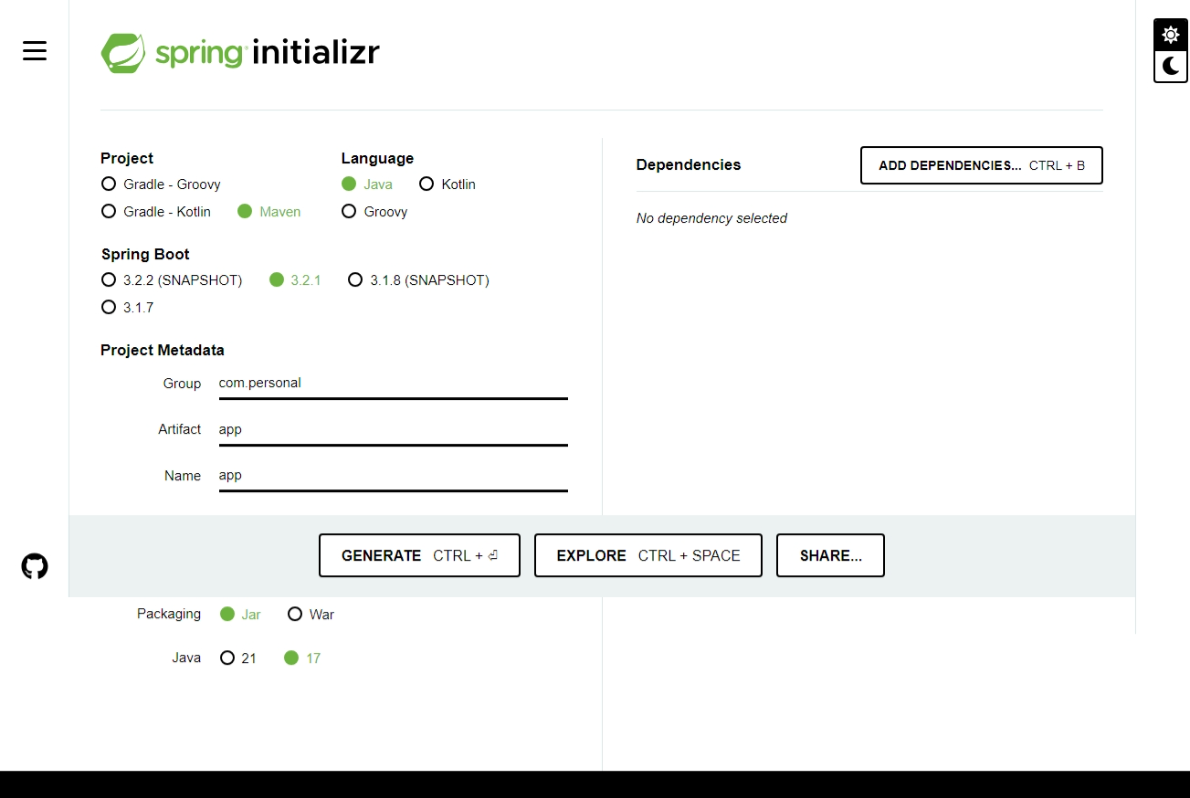 spring initializr
Project
Gradle - Groovy
Gradle - Kotlin Maven
Language
Java Kotlin
Groovy
Spring Boot
3.2.2 (SNAPSHOT) 3.2.1 3.1.8 (SNAPSHOT)
3.1.7
Project Metadata
Group com.personal
Artifact app
Name app
Dependencies ADD DEPENDENCIES... CTRL + B
No dependency selected
GENERATE CTRL + ⏎ EXPLORE CTRL + SPACE SHARE...
Packaging Jar War
Java 21 17